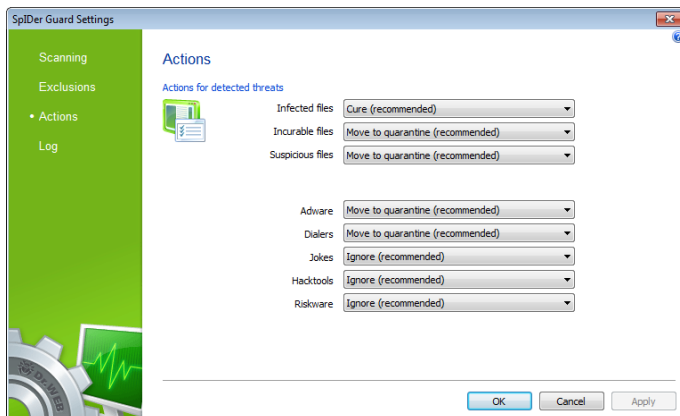 SpIDer Guard Settings
Scanning
Exclusions
• Actions
Log
Actions
Actions for detected threats
Infected files Cure (recommended)
Incurable files Move to quarantine (recommended)
Suspicious files Move to quarantine (recommended)
Adware Move to quarantine (recommended)
Dialers Move to quarantine (recommended)
Jokes Ignore (recommended)
Hacktools Ignore (recommended)
Riskware Ignore (recommended)
Dr.WEB
OK Cancel Apply